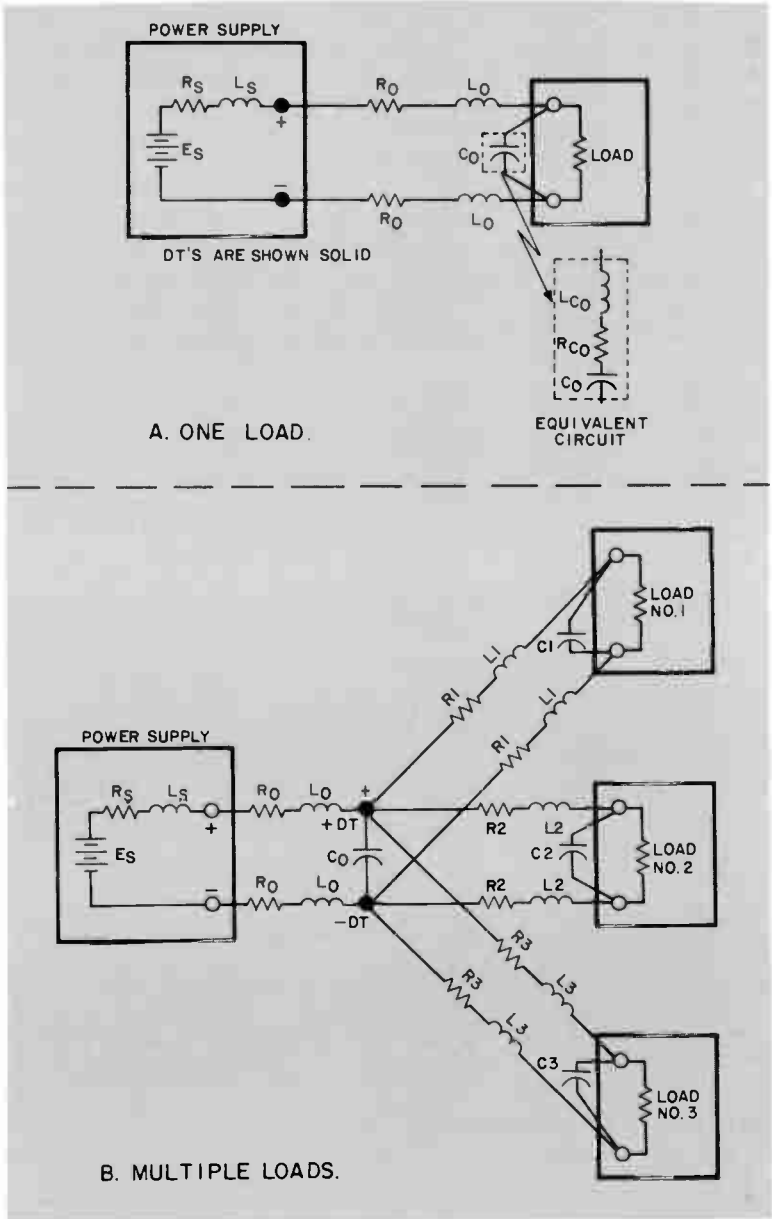 POWER SUPPLY
RS LS
RO LO
+
ES
CO
LOAD
–
RO LO
DT'S ARE SHOWN SOLID
LCO
RCO
CO
EQUIVALENT
CIRCUIT
A. ONE LOAD.
LOAD
NO.1
C1
L1
R1
L1
R1
POWER SUPPLY
RS LS
RO LO
+
+
+DT
R2 L2
ES
CO
C2
LOAD
NO.2
–
RO LO
–DT
R2 L2
R3
L3
R3
L3
C3
LOAD
NO.3
B. MULTIPLE LOADS.